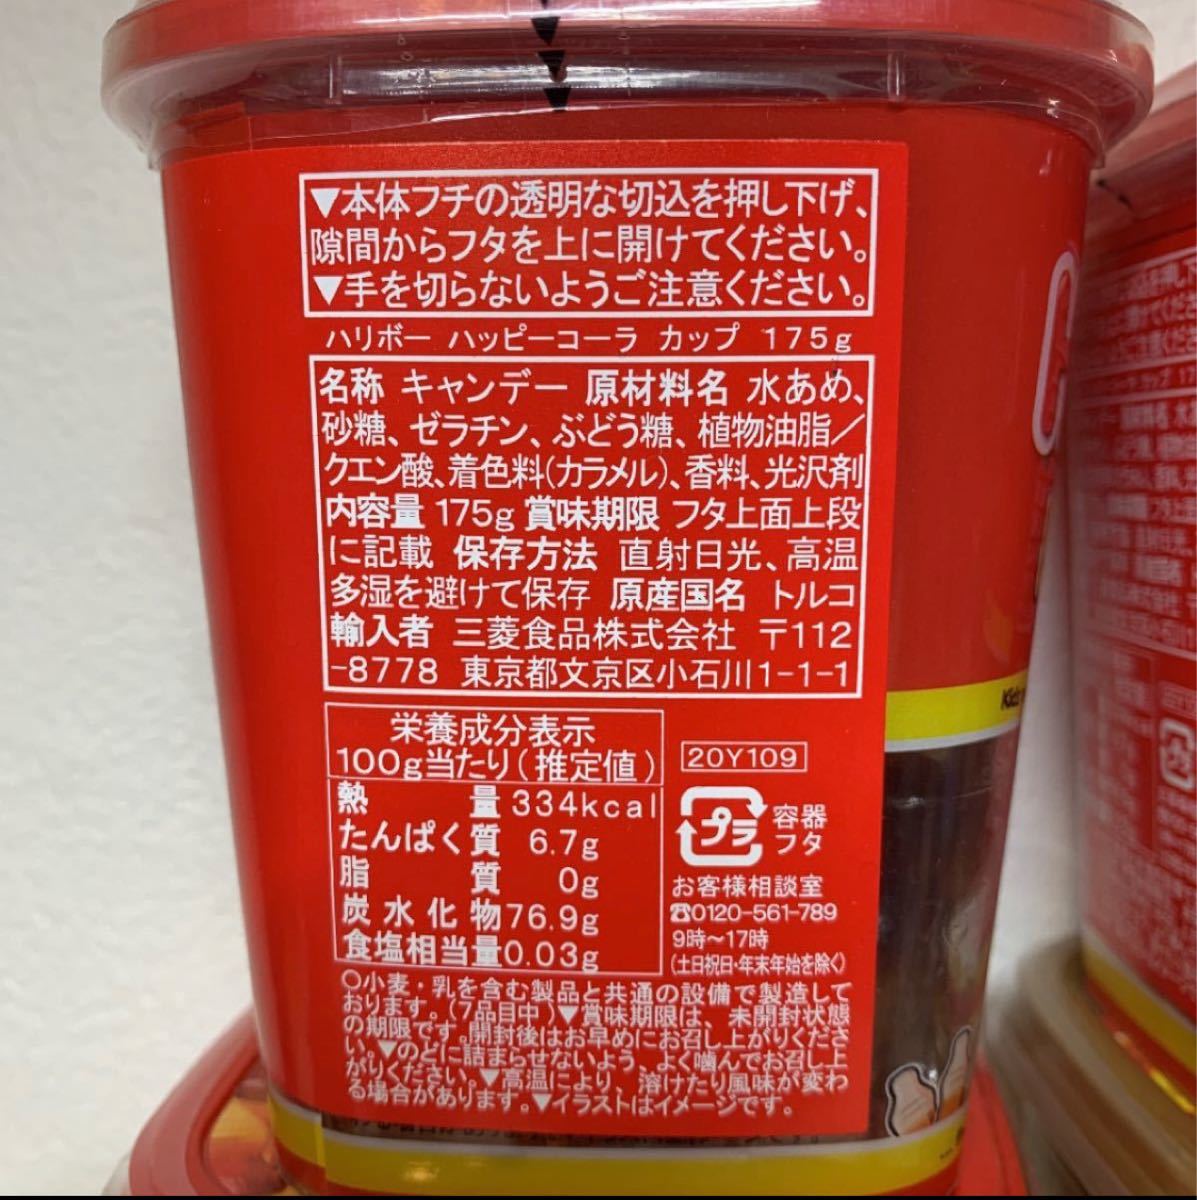 ▼本体フチの透明な切込を押し下げ、
隙間からフタを上に開けてください。
▼手を切らないようご注意ください。
ハリボー ハッピーコーラ カップ 175g
名称 キャンデー 原材料名 水あめ、
砂糖、ゼラチン、ぶどう糖、植物油脂/
クエン酸、着色料(カラメル)、香料、光沢剤
内容量 175g 賞味期限 フタ上面上段
に記載 保存方法 直射日光、高温
多湿を避けて保存 原産国名 トルコ
輸入者 三菱食品株式会社 〒112
-8778 東京都文京区小石川1-1-1
栄養成分表示
100g当たり(推定値)
熱量 334kcal
たんぱく質 6.7g
脂質 0g
炭水化物 76.9g
食塩相当量 0.03g
20Y109
プラ
容器
フタ
お客様相談室
☎0120-561-789
9時~17時
(土日祝日・年末年始を除く)
○小麦・乳を含む製品と共通の設備で製造して
おります。(7品目中)▼賞味期限は、未開封状態
の期限です。開封後はお早めにお召し上がりくださ
い。▼のどに詰まらせないよう よく噛んでお召し上
がりください。▼高温により、溶けたり風味が変わ
る場合があります。▼イラストはイメージです。
Kids